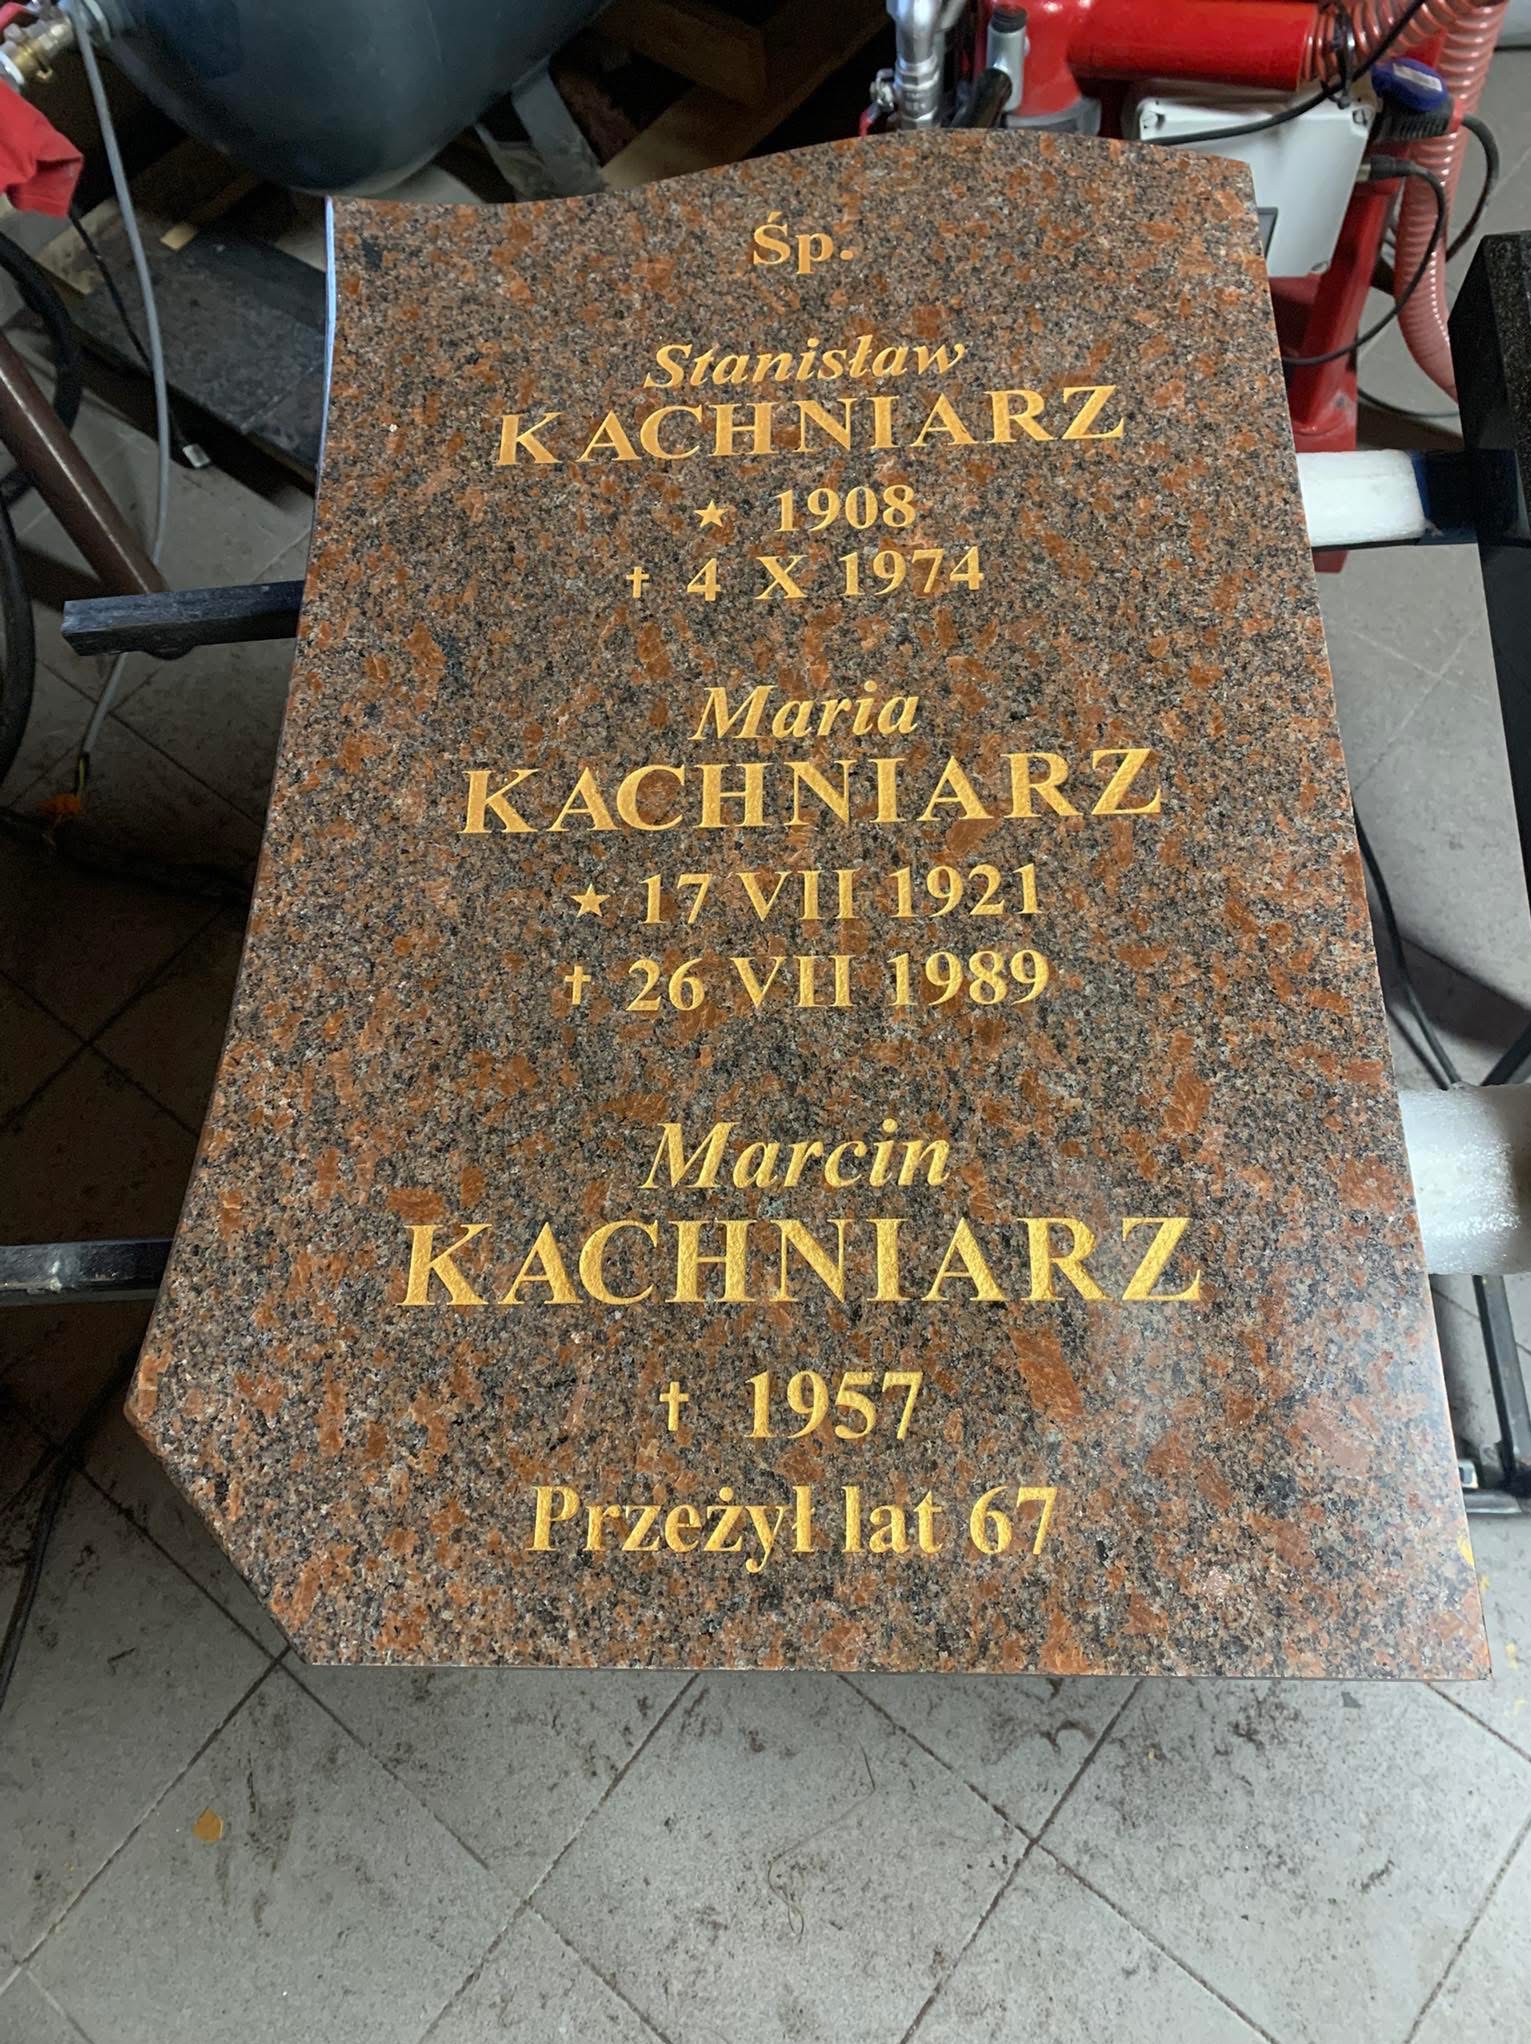 Śp.
Stanisław
KACHNIARZ
★ 1908
† 4 X 1974
Maria
KACHNIARZ
★ 17 VII 1921
† 26 VII 1989
Marcin
KACHNIARZ
† 1957
Przeżył lat 67